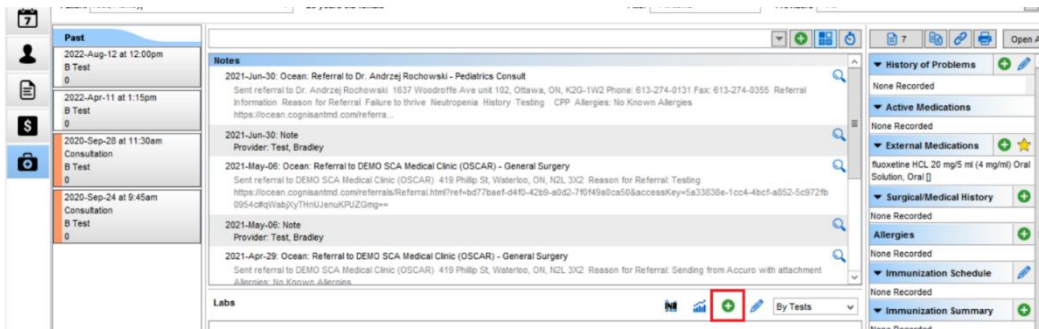 7
Past
2022-Aug-12 at 12:00pm
B Test
0
2022-Apr-11 at 1:15pm
B Test
0
2020-Sep-28 at 11:30am
Consultation
B Test
0
2020-Sep-24 at 9:45am
Consultation
B Test
0
Notes
2021-Jun-30: Ocean: Referral to Dr. Andrzej Rochowski - Pediatrics Consult
Sent referral to Dr. Andrzej Rochowski 1637 Woodroffe Ave unit 102, Ottawa, ON, K2G-1W2 Phone: 613-274-0131 Fax: 613-274-0355 Referral
Information Reason for Referral Failure to thrive Neutropenia History Testing CPP Allergies: No Known Allergies
https://ocean.cognisantmd.com/referra...
2021-Jun-30: Note
Provider: Test, Bradley
2021-May-06: Ocean: Referral to DEMO SCA Medical Clinic (OSCAR) - General Surgery
Sent referral to DEMO SCA Medical Clinic (OSCAR) 419 Phillip St, Waterloo, ON, N2L 3X2 Reason for Referral: Testing
https://ocean.cognisantmd.com/referrals/Referral.html?ref=bd77baef-d4f0-42b9-a0d2-7f0f49a0ca50&accessKey=5a33838e-1cc4-4bcf-a852-5c972fb
0954c#qWabjXyTHnUJenuKPUZGmg==
2021-May-06: Note
Provider: Test, Bradley
2021-Apr-29: Ocean: Referral to DEMO SCA Medical Clinic (OSCAR) - General Surgery
Sent referral to DEMO SCA Medical Clinic (OSCAR) 419 Phillip St, Waterloo, ON, N2L 3X2 Reason for Referral: Sending from Accuro with attachment
Allergies: No Known Allergies
Labs
By Tests
7
Open A
History of Problems
None Recorded
Active Medications
None Recorded
External Medications
fluoxetine HCL 20 mg/5 ml (4 mg/ml) Oral
Solution, Oral []
Surgical/Medical History
None Recorded
Allergies
None Recorded
Immunization Schedule
None Recorded
Immunization Summary
None Recorded